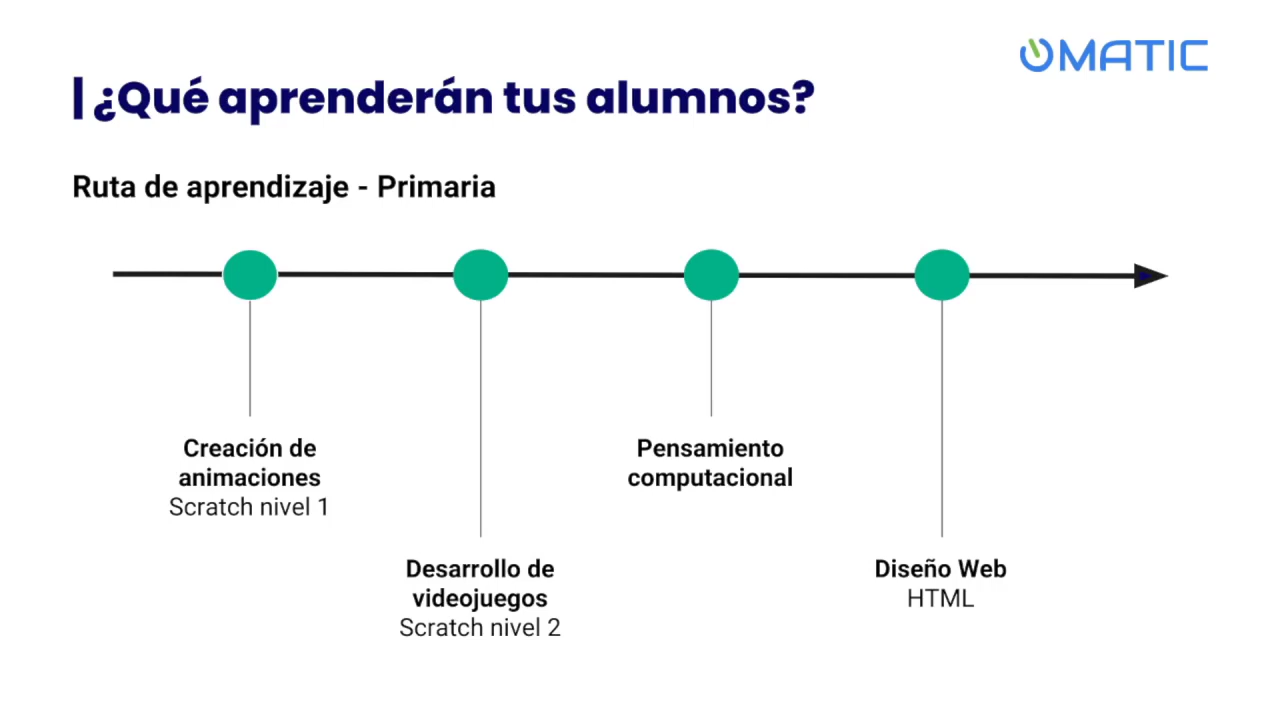 OMATIC
| ¿Qué aprenderán tus alumnos?
Ruta de aprendizaje - Primaria
Creación de
animaciones
Scratch nivel 1
Desarrollo de
videojuegos
Scratch nivel 2
Pensamiento
computacional
Diseño Web
HTML